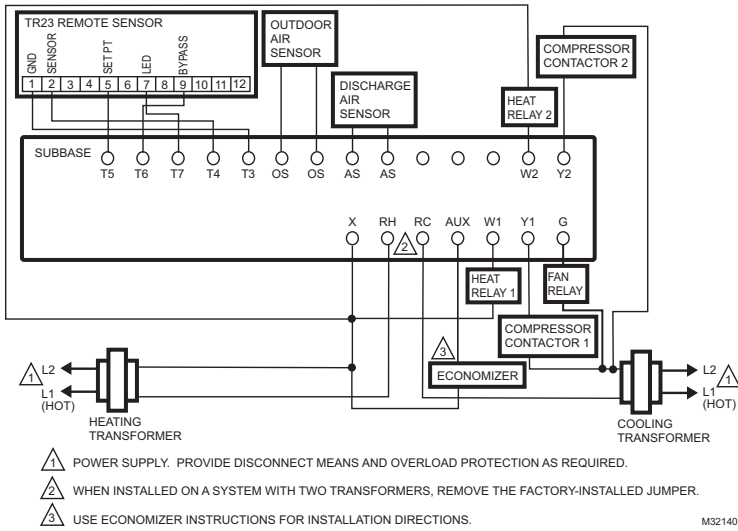 TR23 REMOTE SENSOR
GND
SENSOR
SET PT
LED
BYPASS
1 2 3 4 5 6 7 8 9 10 11 12
OUTDOOR
AIR
SENSOR
DISCHARGE
AIR
SENSOR
COMPRESSOR
CONTACTOR 2
HEAT
RELAY 2
SUBBASE
T5 T6 T7 T4 T3 OS OS AS AS W2 Y2
X RH RC AUX W1 Y1 G
2
HEAT
RELAY 1
FAN
RELAY
COMPRESSOR
CONTACTOR 1
3
ECONOMIZER
1
L2
L1
(HOT)
HEATING
TRANSFORMER
L2
1
L1
(HOT)
COOLING
TRANSFORMER
1 POWER SUPPLY. PROVIDE DISCONNECT MEANS AND OVERLOAD PROTECTION AS REQUIRED.
2 WHEN INSTALLED ON A SYSTEM WITH TWO TRANSFORMERS, REMOVE THE FACTORY-INSTALLED JUMPER.
3 USE ECONOMIZER INSTRUCTIONS FOR INSTALLATION DIRECTIONS.
M32140